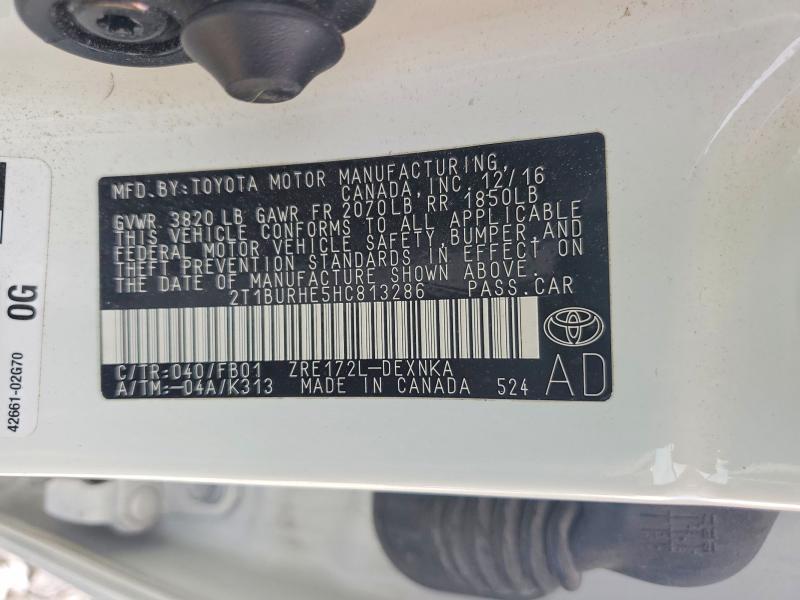 MFD.BY:TOYOTA MOTOR MANUFACTURING,
CANADA,INC. 12/16
GVWR 3820 LB GAWR FR 2070LB RR 1850LB
THIS VEHICLE CONFORMS TO ALL APPLICABLE
FEDERAL MOTOR VEHICLE SAFETY,BUMPER,AND
THEFT PREVENTION STANDARDS IN EFFECT ON
THE DATE OF MANUFACTURE SHOWN ABOVE.
2T1BURHE5HC813286 PASS.CAR
C/TR:040/FB01 ZRE172L-DEXNKA
A/TM:-04A/K313 MADE IN CANADA 524
AD
0G
42661-02G70